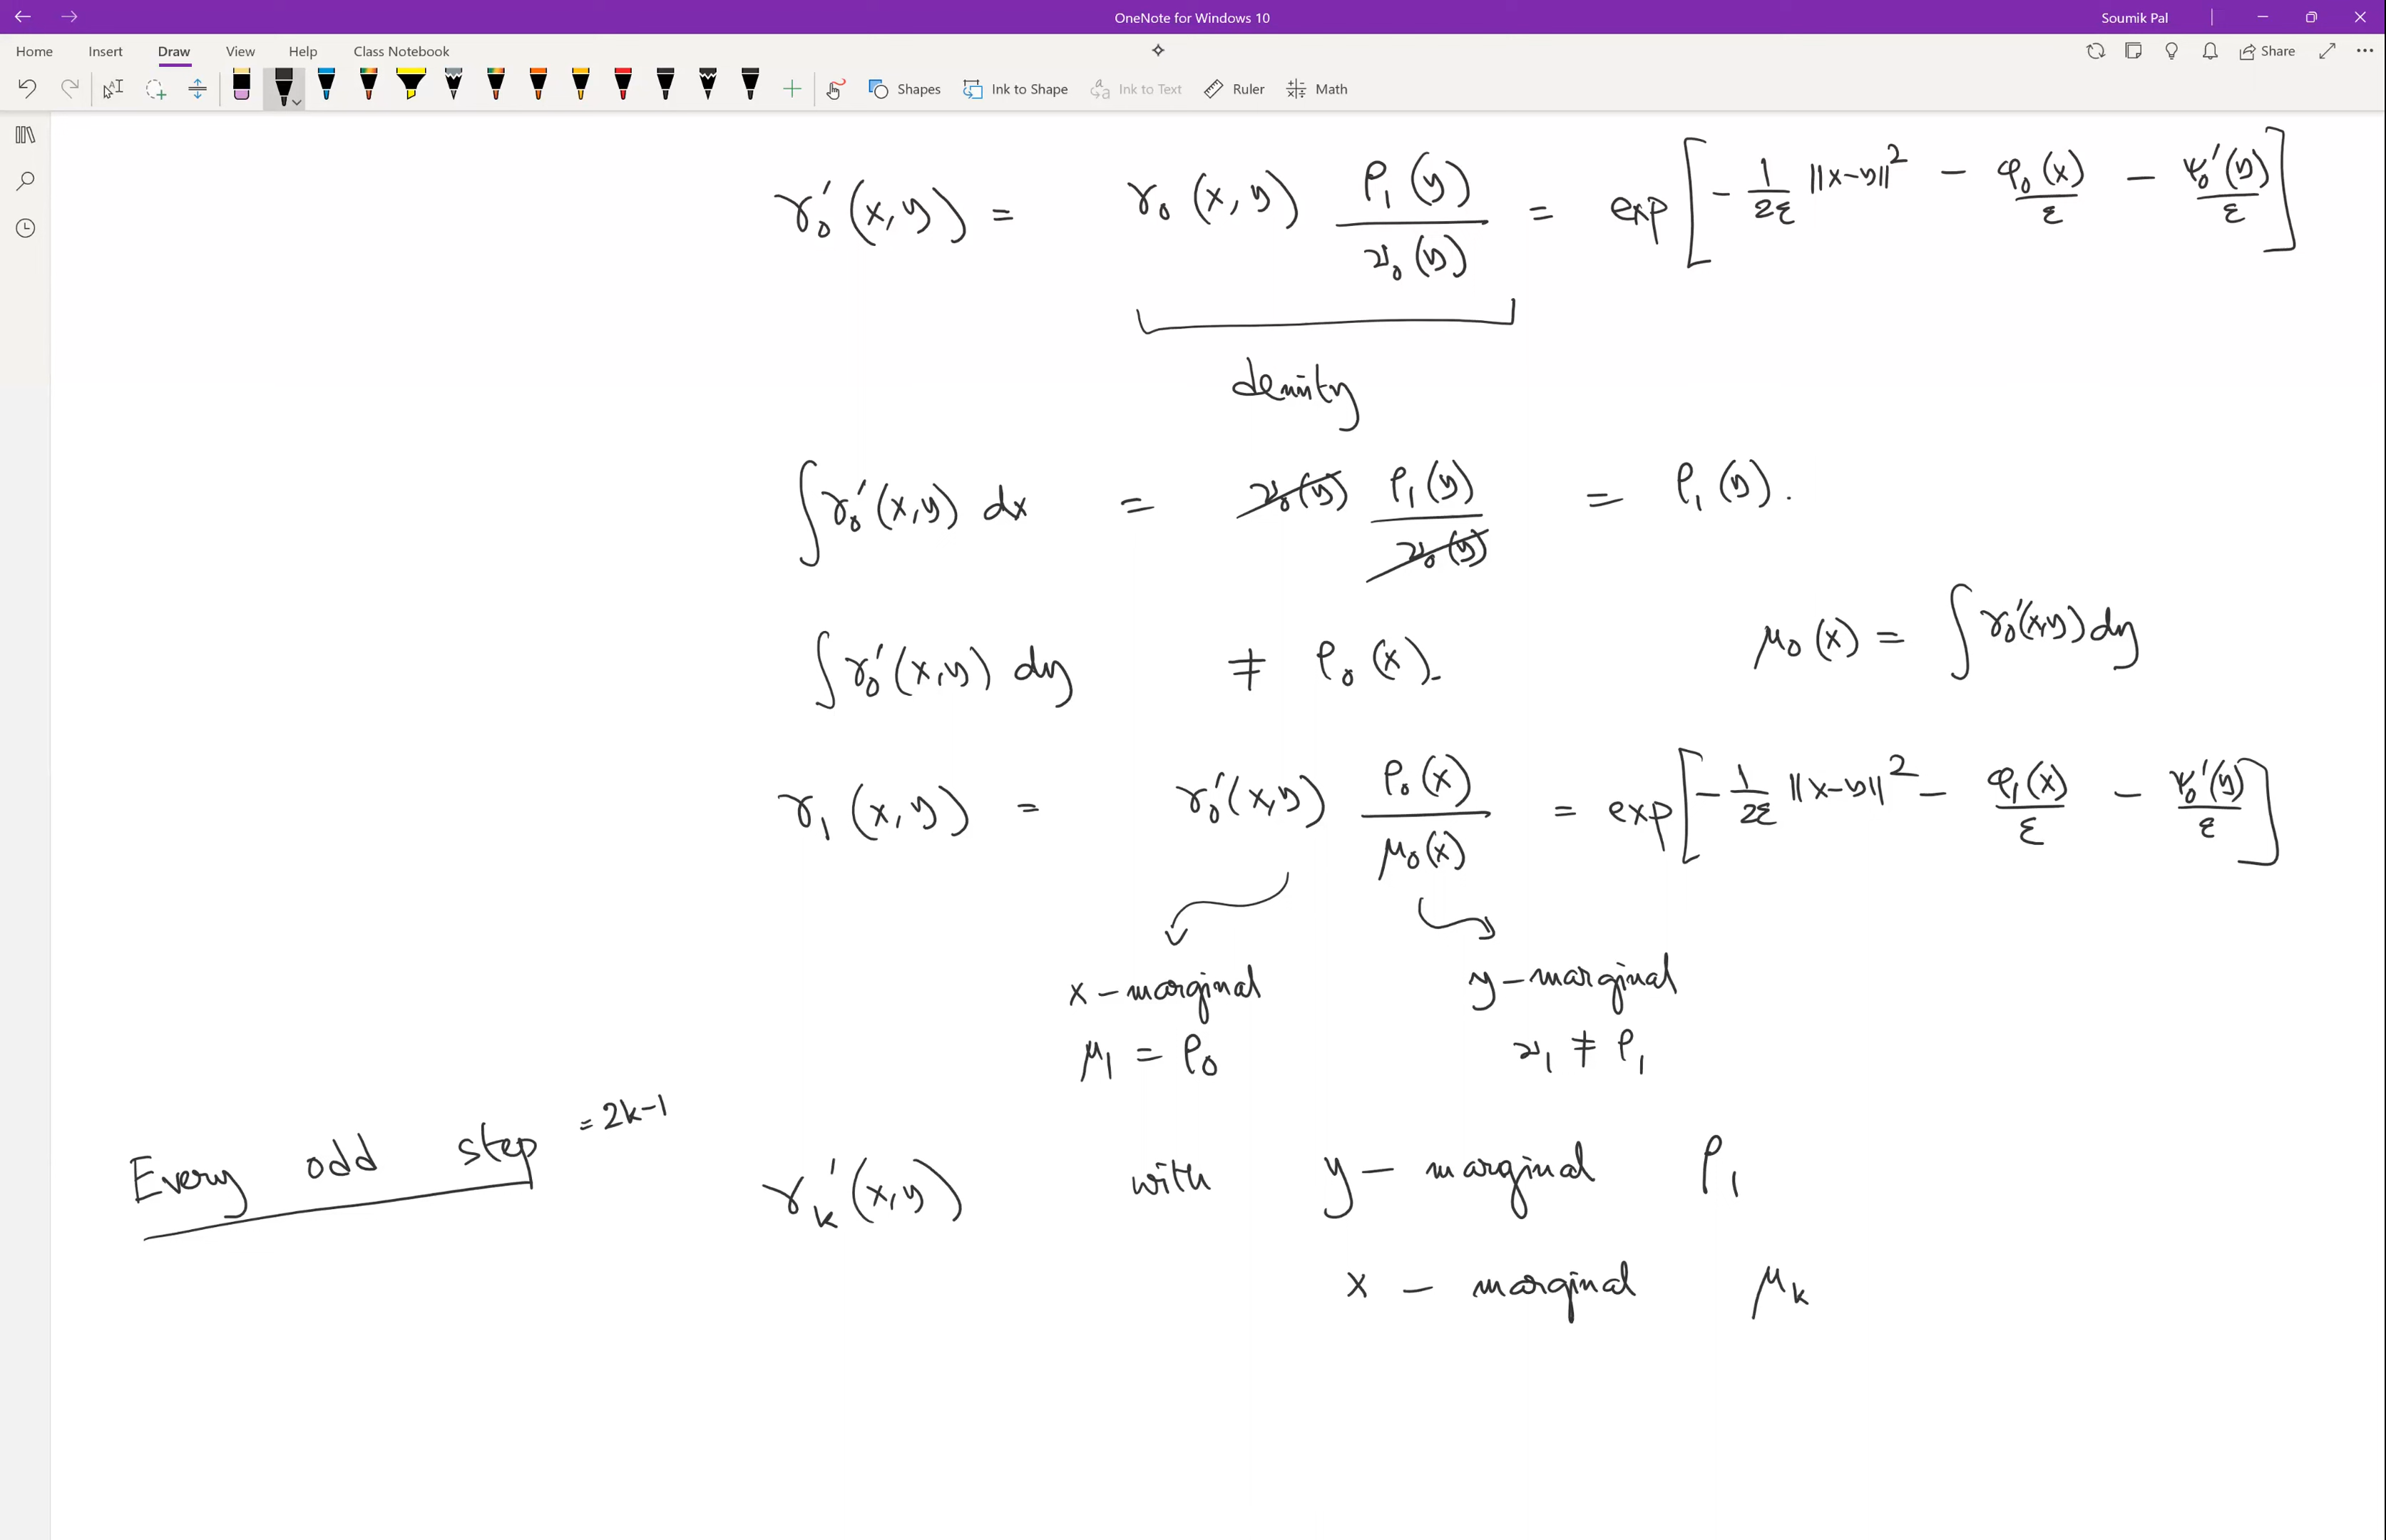 OneNote for Windows 10
Soumik Pal
Home Insert Draw View Help Class Notebook
Share
Shapes Ink to Shape Ink to Text Ruler Math
γ₀′(x,y) = γ₀(x,y) ρ₁(y)/ν₀(y) = exp[ - 1/2ε ||x-y||² - φ₀(x)/ε - ψ₀′(y)/ε ]
density
∫ γ₀′(x,y) dx = ν₀(y) ρ₁(y)/ν₀(y) = ρ₁(y).
∫ γ₀′(x,y) dy ≠ ρ₀(x).
μ₀(x) = ∫ γ₀′(x,y) dy
γ₁(x,y) = γ₀′(x,y) ρ₀(x)/μ₀(x) = exp[ - 1/2ε ||x-y||² - φ₁(x)/ε - ψ₀′(y)/ε ]
x-marginal y-marginal
μ₁ = ρ₀ ν₁ ≠ ρ₁
Every odd step = 2k-1 γₖ′(x,y) with y-marginal ρ₁
x-marginal μₖ